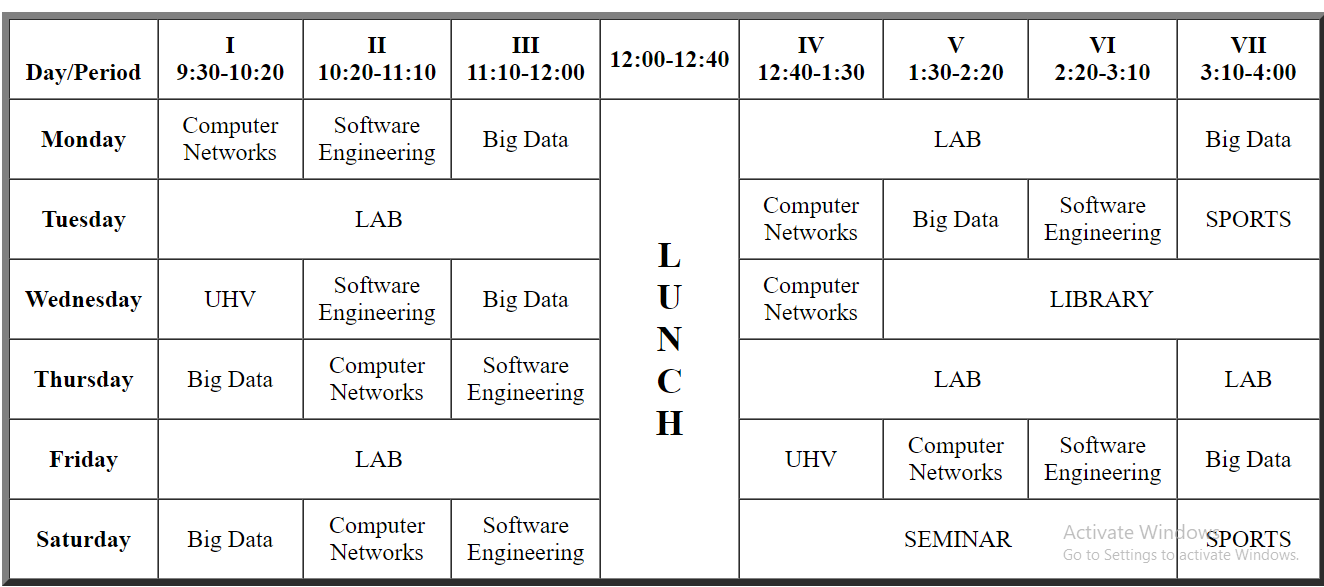 Day/Period
I
9:30-10:20
II
10:20-11:10
III
11:10-12:00
12:00-12:40
IV
12:40-1:30
V
1:30-2:20
VI
2:20-3:10
VII
3:10-4:00
Monday
Computer
Networks
Software
Engineering
Big Data
L
U
N
C
H
LAB
Big Data
Tuesday
LAB
Computer
Networks
Big Data
Software
Engineering
SPORTS
Wednesday
UHV
Software
Engineering
Big Data
Computer
Networks
LIBRARY
Thursday
Big Data
Computer
Networks
Software
Engineering
LAB
LAB
Friday
LAB
UHV
Computer
Networks
Software
Engineering
Big Data
Saturday
Big Data
Computer
Networks
Software
Engineering
SEMINAR
SPORTS
Activate Windows
Go to Settings to activate Windows.